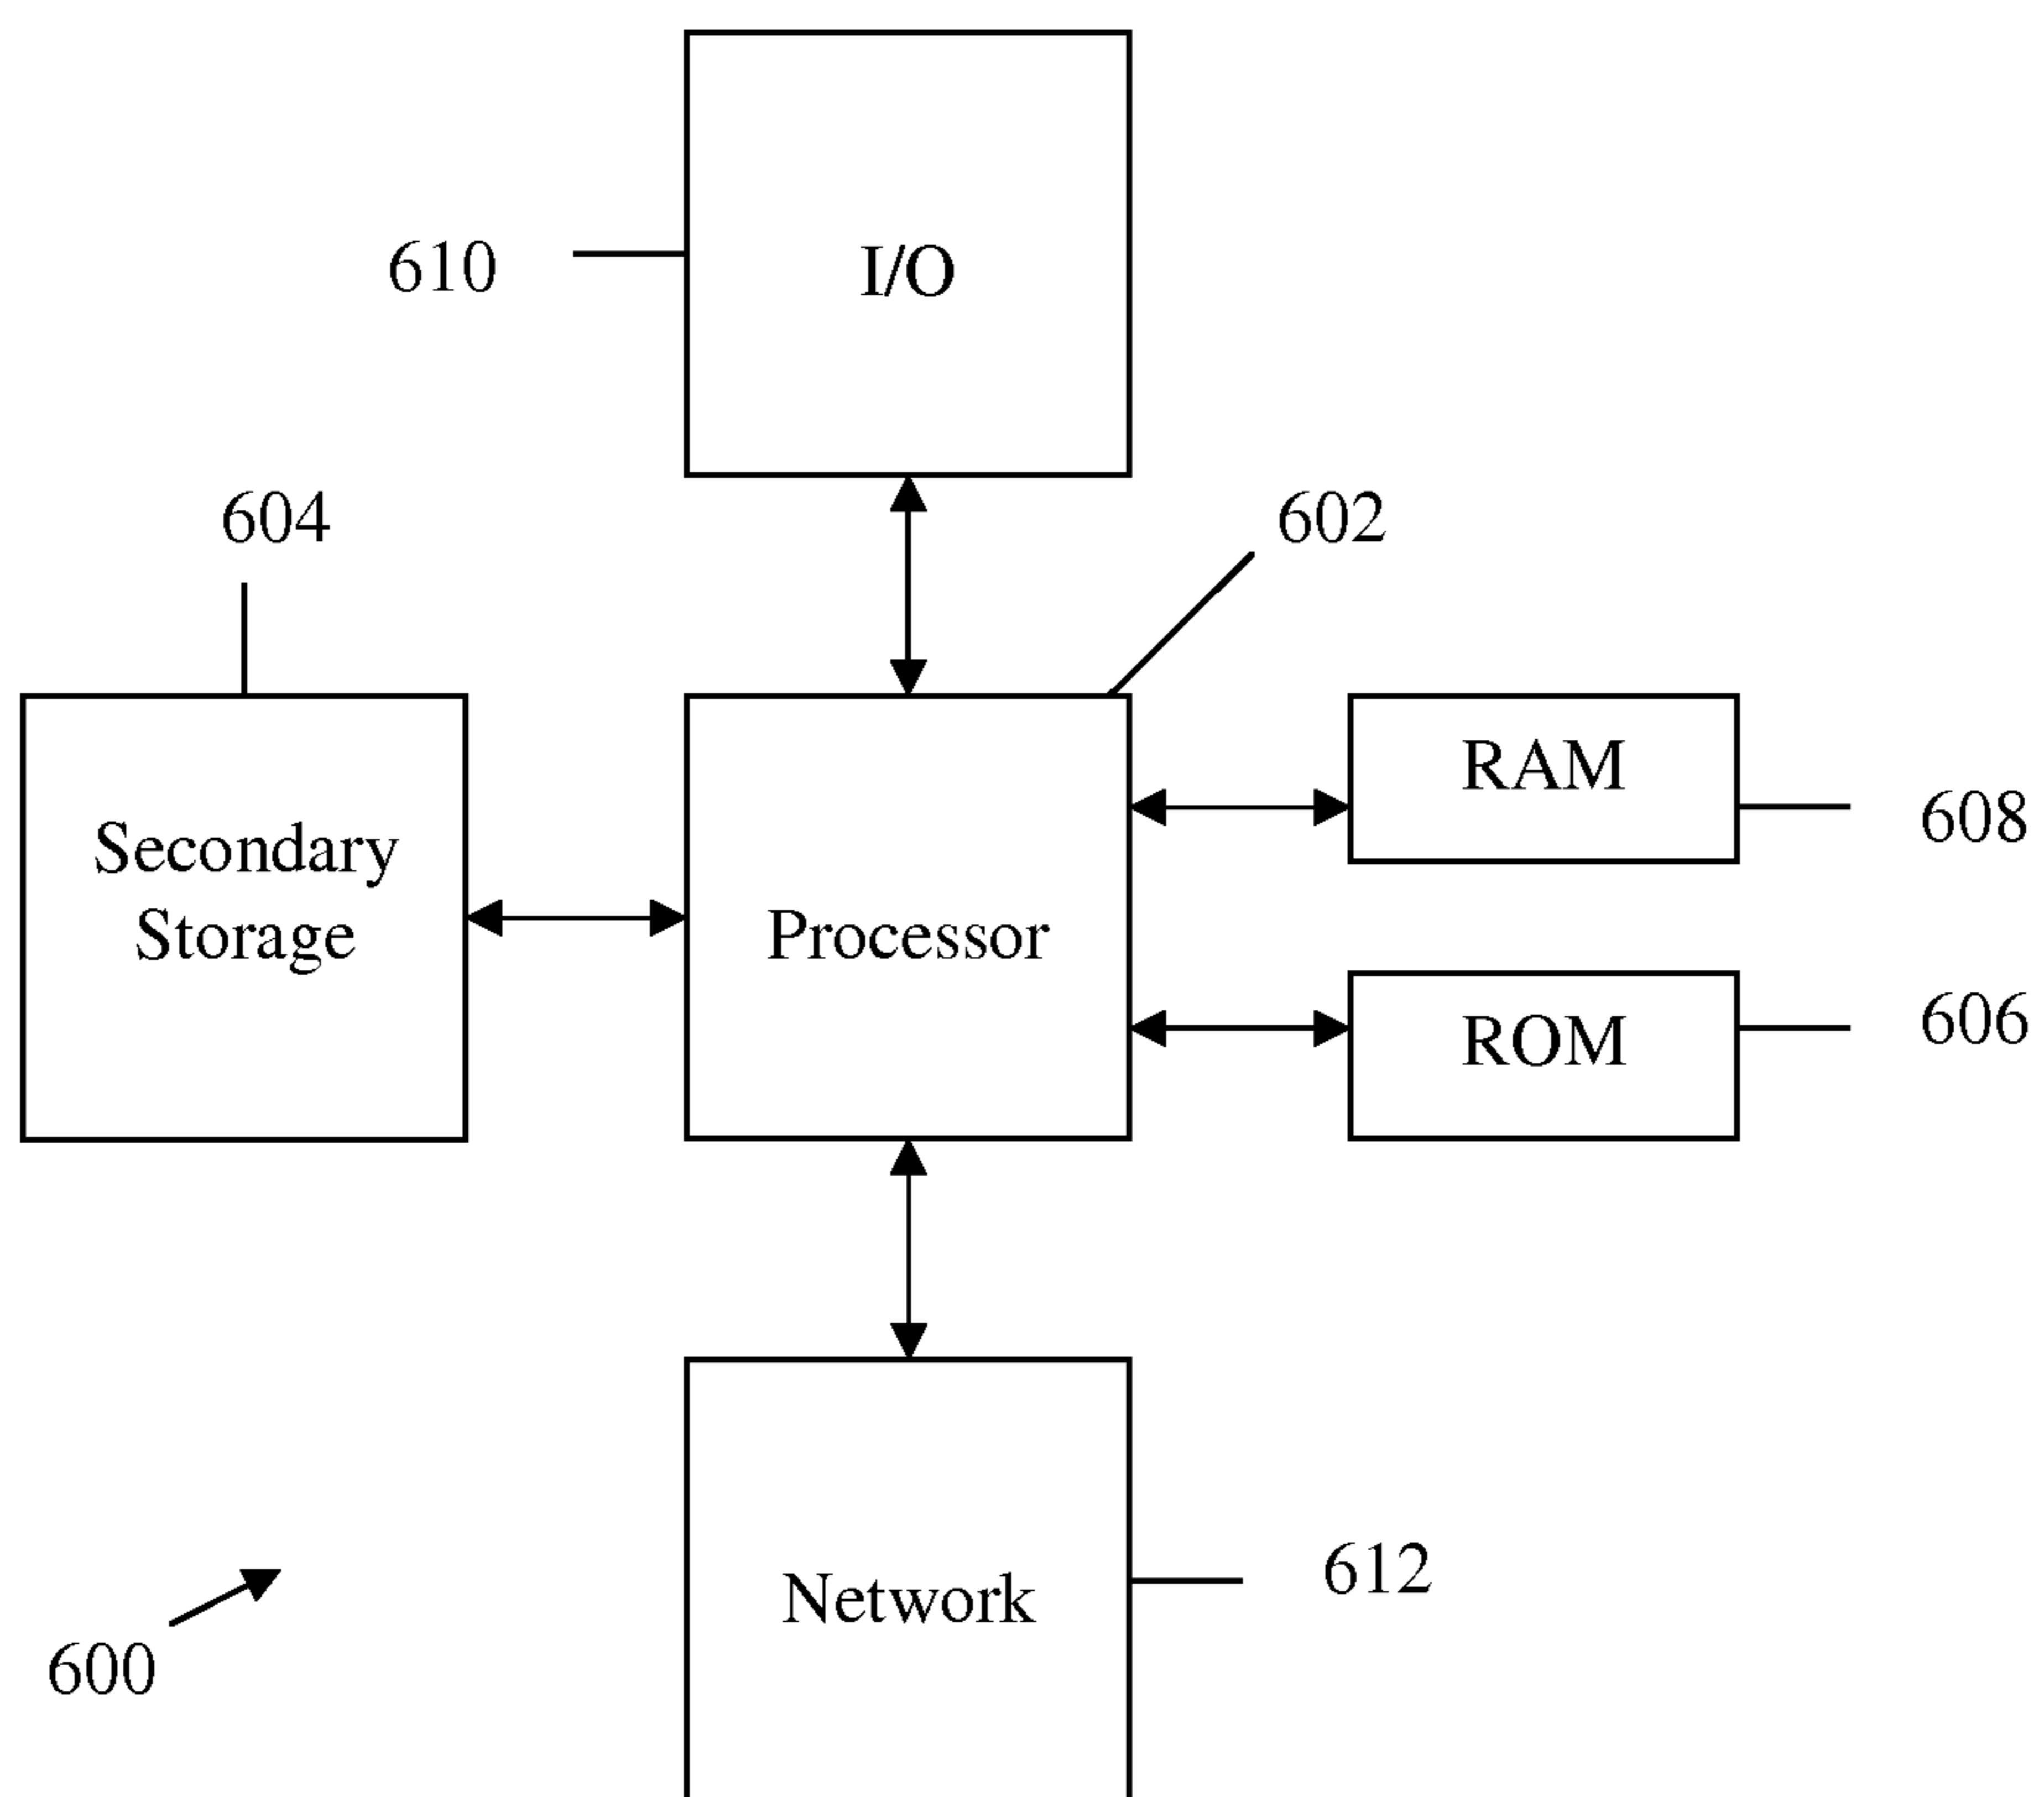 610
I/O
604
602
RAM
608
Secondary
Storage
Processor
ROM
606
Network
612
600